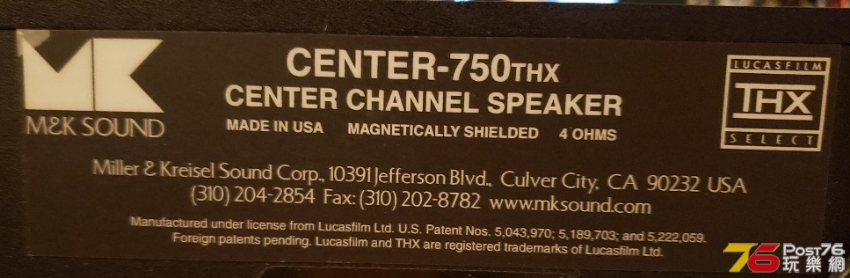 MK
M&K SOUND
CENTER-750THX
CENTER CHANNEL SPEAKER
MADE IN USA MAGNETICALLY SHIELDED 4 OHMS
LUCASFILM
THX
SELECT
Miller & Kreisel Sound Corp., 10391 Jefferson Blvd., Culver City, CA 90232 USA
(310) 204-2854 Fax: (310) 202-8782 www.mksound.com
Manufactured under license from Lucasfilm Ltd. U.S. Patent Nos. 5,043,970; 5,189,703; and 5,222,059.
Foreign patents pending. Lucasfilm and THX are registered trademarks of Lucasfilm Ltd.
76 Post76
玩樂網